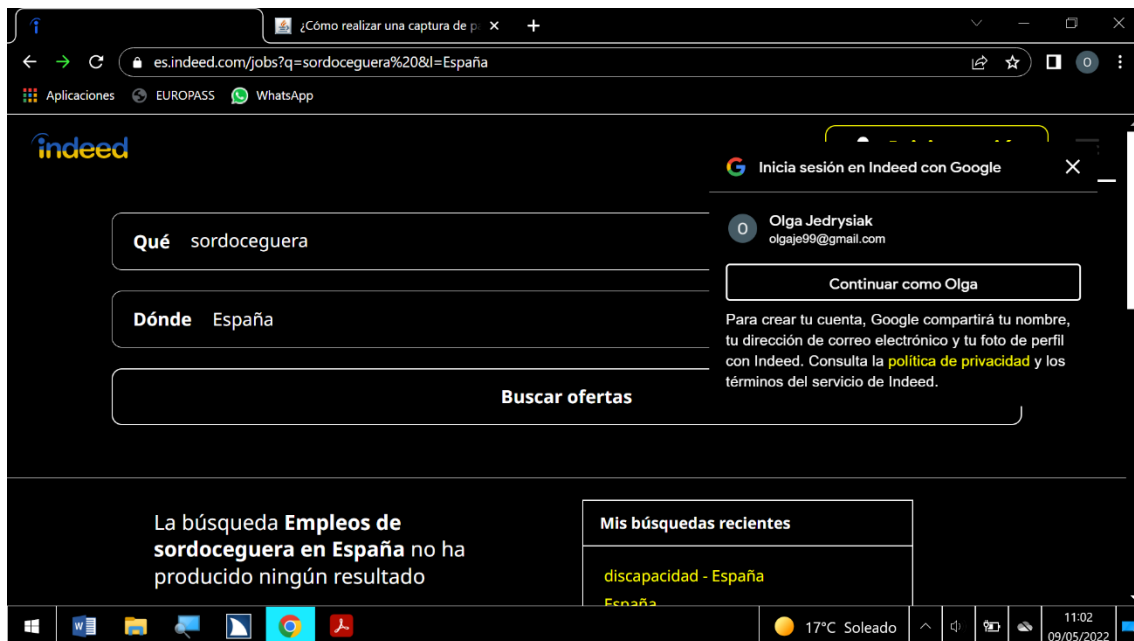 ¿Cómo realizar una captura de p
es.indeed.com/jobs?q=sordoceguera%20&l=España
O
Aplicaciones
EUROPASS
WhatsApp
indeed
Inicia sesión en Indeed con Google
O
Olga Jedrysiak
olgaje99@gmail.com
Continuar como Olga
Para crear tu cuenta, Google compartirá tu nombre,
tu dirección de correo electrónico y tu foto de perfil
con Indeed. Consulta la política de privacidad y los
términos del servicio de Indeed.
Qué sordoceguera
Dónde España
Buscar ofertas
La búsqueda Empleos de
sordoceguera en España no ha
producido ningún resultado
Mis búsquedas recientes
discapacidad - España
España
17°C Soleado
11:02
09/05/2022